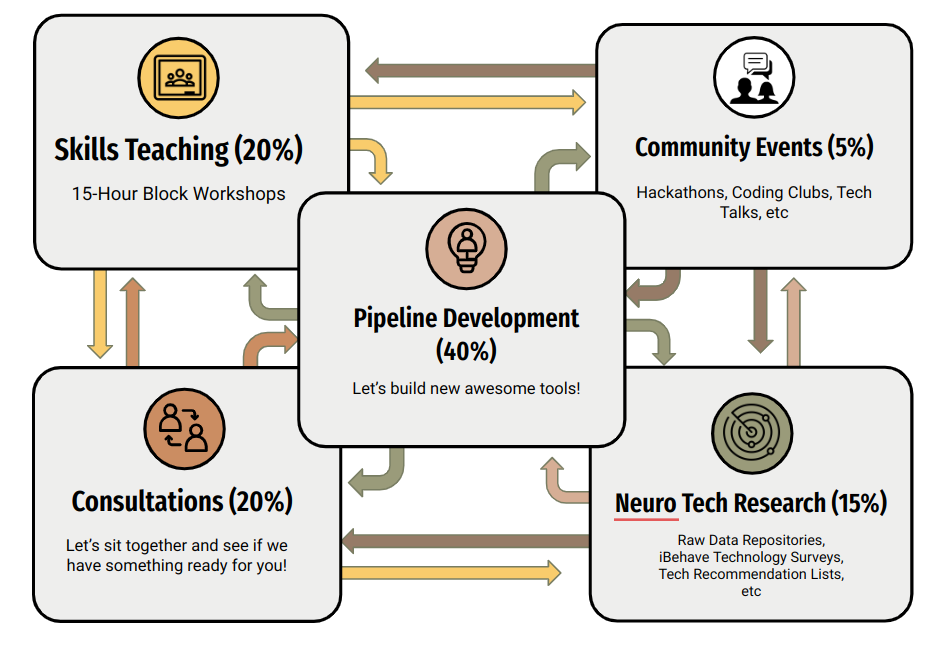 Skills Teaching (20%)
15-Hour Block Workshops
Community Events (5%)
Hackathons, Coding Clubs, Tech
Talks, etc
Pipeline Development
(40%)
Let's build new awesome tools!
Consultations (20%)
Let's sit together and see if we
have something ready for you!
Neuro Tech Research (15%)
Raw Data Repositories,
iBehave Technology Surveys,
Tech Recommendation Lists,
etc